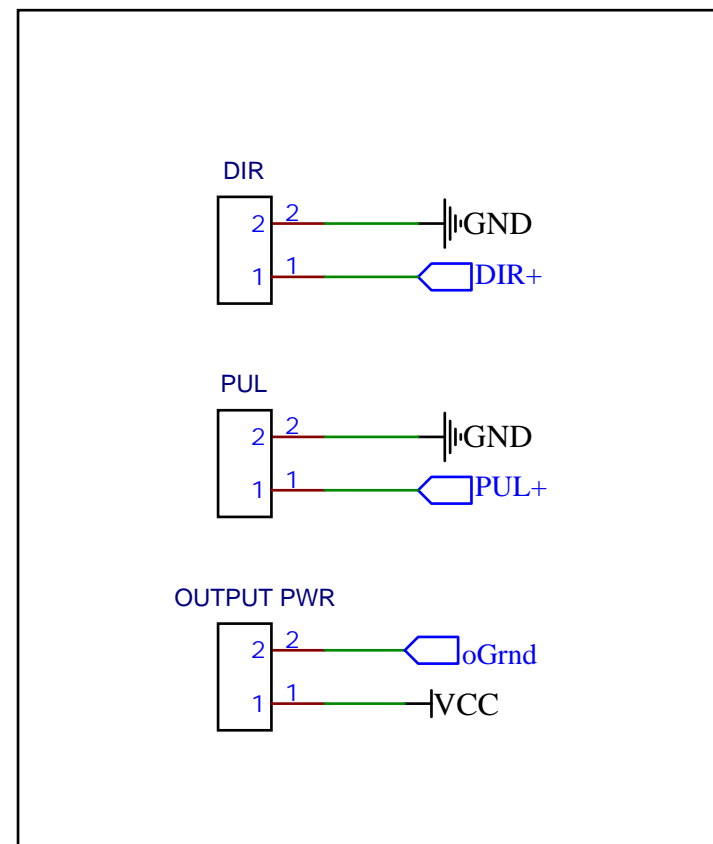 DIR
2 2 GND
1 1 DIR+
PUL
2 2 GND
1 1 PUL+
OUTPUT PWR
2 2 oGrnd
1 1 VCC